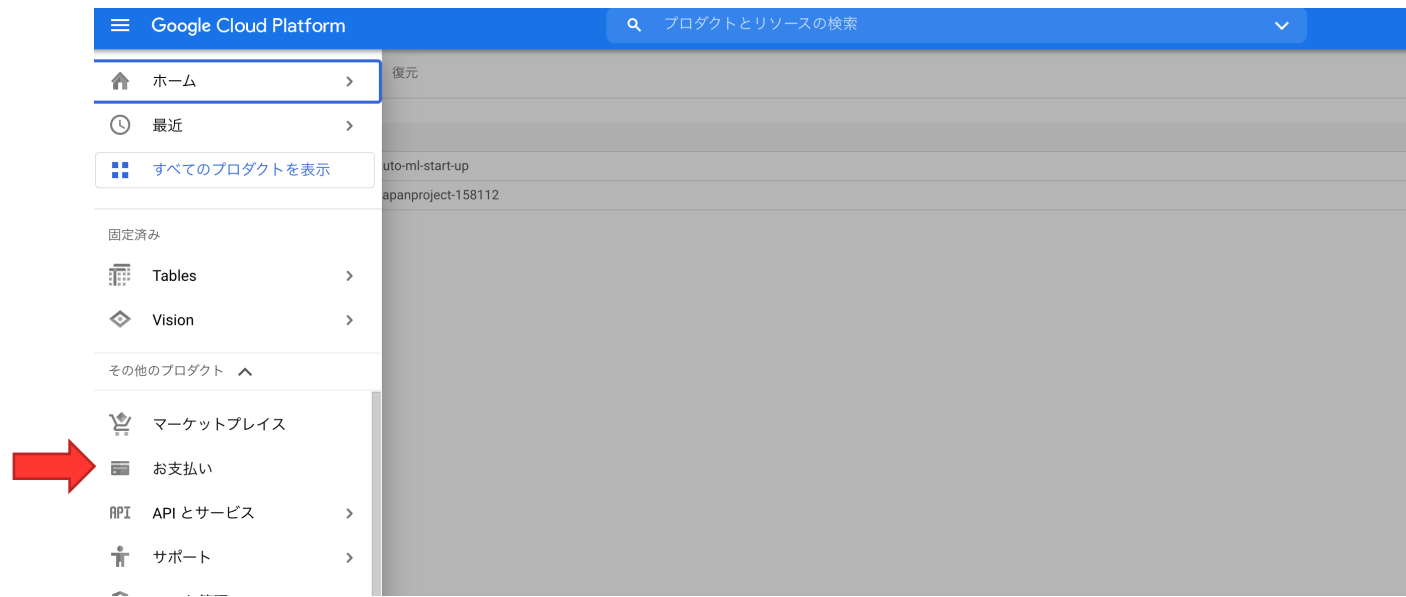 Google Cloud Platform
プロダクトとリソースの検索
ホーム
復元
最近
すべてのプロダクトを表示
uto-ml-start-up
apanproject-158112
固定済み
Tables
Vision
その他のプロダクト
マーケットプレイス
お支払い
API APIとサービス
サポート